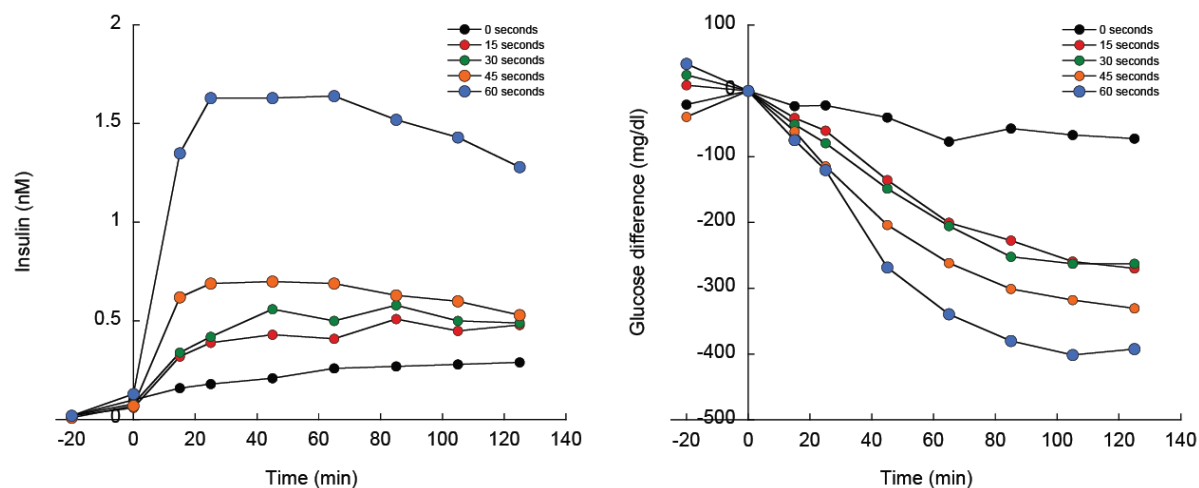 2
1.5
1
0.5
0
-20
0
20
40
60
80
100
120
140
Insulin (nM)
Time (min)
0 seconds
15 seconds
30 seconds
45 seconds
60 seconds
100
0
0
-100
-200
-300
-400
-500
-20
0
20
40
60
80
100
120
140
Glucose difference (mg/dl)
Time (min)
0 seconds
15 seconds
30 seconds
45 seconds
60 seconds